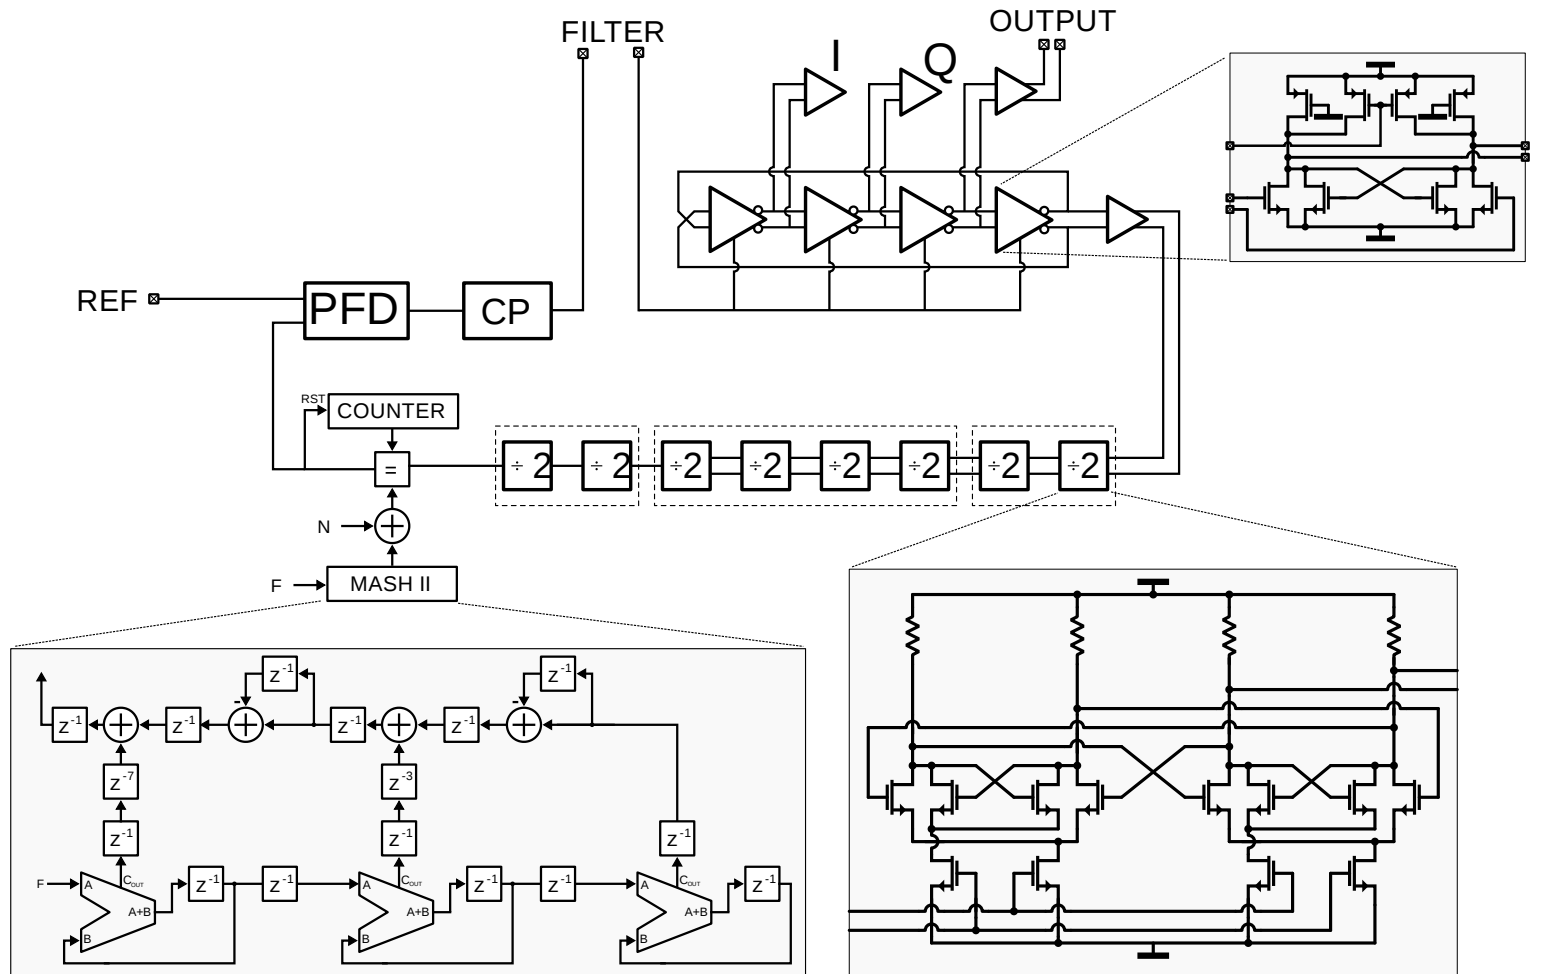 OUTPUT
FILTER
I
Q
REF
PFD
CP
RST
COUNTER
=
÷ 2
÷ 2
÷2
÷2
÷2
÷2
÷2
÷2
N
F
MASH II
z-1
z-1
-
-
z-1
z-1
z-1
z-1
z-7
z-3
z-1
z-1
z-1
F
A
COUT
z-1
z-1
A
COUT
z-1
z-1
A
COUT
z-1
A+B
A+B
A+B
B
B
B